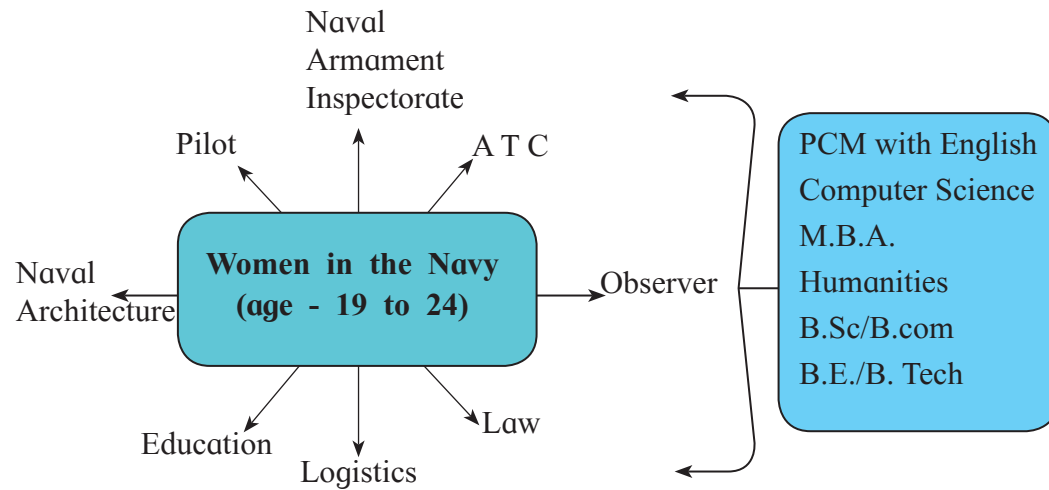 Naval
Armament
Inspectorate
Pilot
A T C
Women in the Navy
(age - 19 to 24)
Naval
Architecture
Observer
Education
Logistics
Law
PCM with English
Computer Science
M.B.A.
Humanities
B.Sc/B.com
B.E./B. Tech